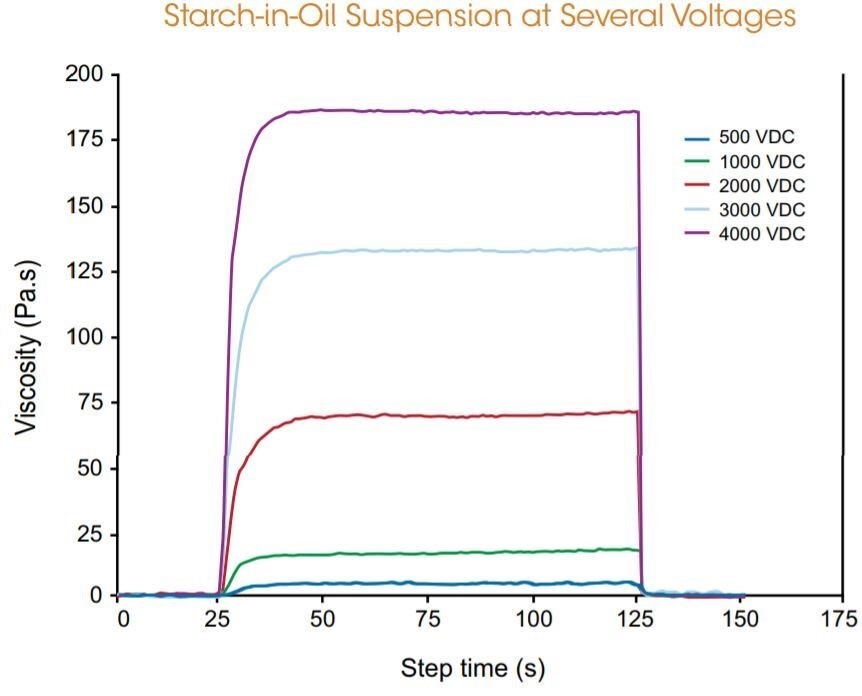 Starch-in-Oil Suspension at Several Voltages
200
175
150
125
100
75
50
25
0
Viscosity (Pa.s)
500 VDC
1000 VDC
2000 VDC
3000 VDC
4000 VDC
0 25 50 75 100 125 150 175
Step time (s)